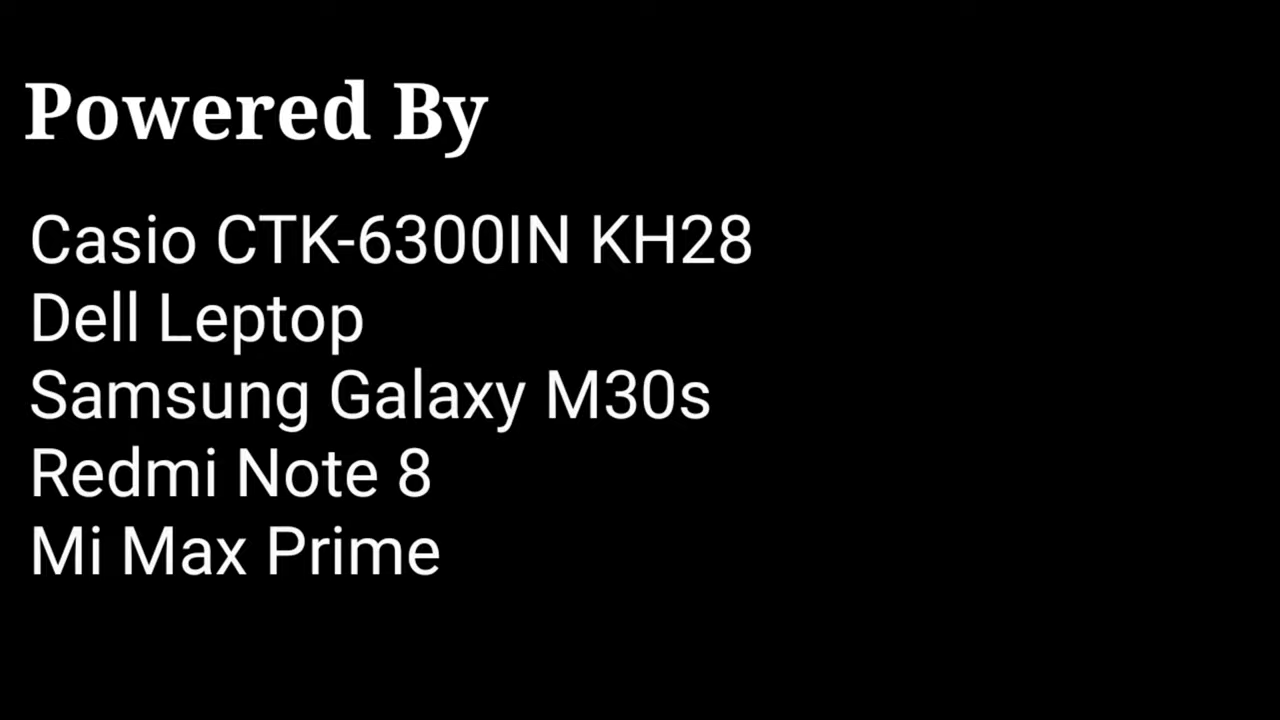 Powered By
Casio CTK-6300IN KH28
Dell Leptop
Samsung Galaxy M30s
Redmi Note 8
Mi Max Prime